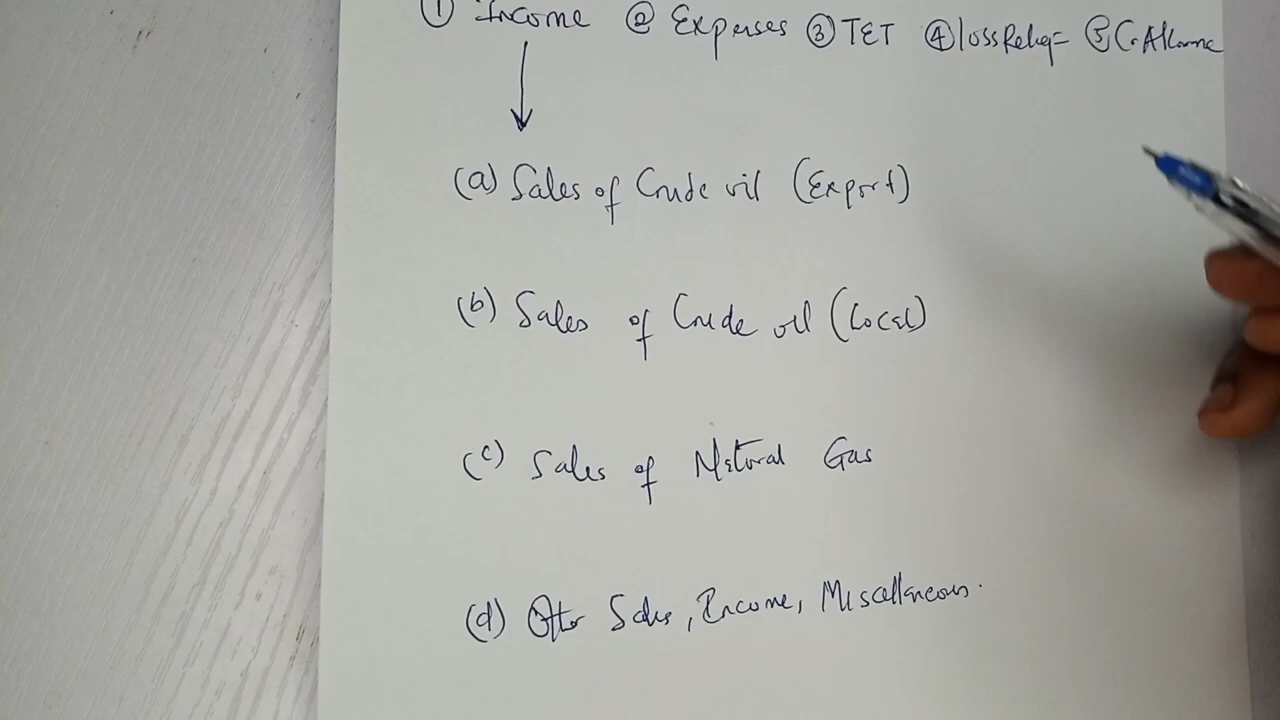 ① Income ② Expenses ③ TET ④ loss Relief ⑤ C. Allowance
(a) Sales of Crude oil (Export)
(b) Sales of Crude oil (Local)
(c) Sales of Natural Gas
(d) Other Sales, Income, Miscellaneous.